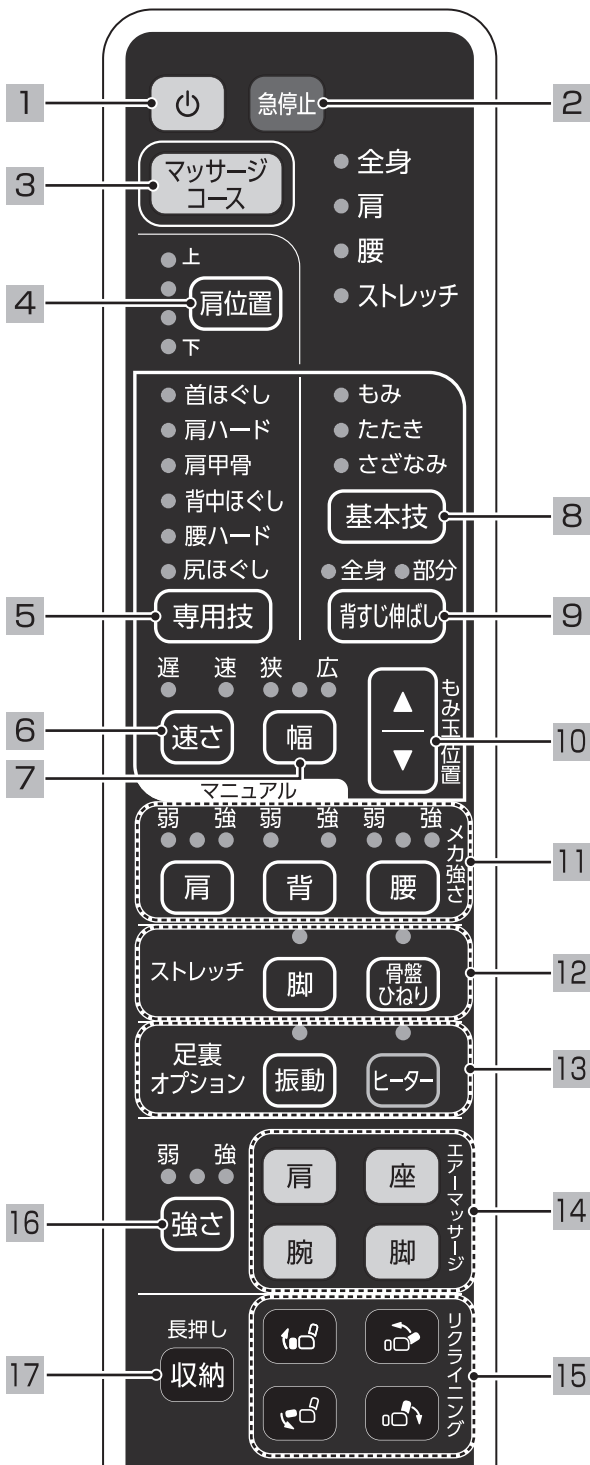 1
急停止
2
3
マッサージ
コース
全身
肩
腰
ストレッチ
4
上
肩位置
下
首ほぐし
肩ハード
肩甲骨
背中ほぐし
腰ハード
尻ほぐし
5
専用技
もみ
たたき
さざなみ
基本技
8
全身 部分
背すじ伸ばし
9
遅 速 狭 広
6
速さ
幅
7
▲
▼
もみ玉位置
10
マニュアル
弱 強 弱 強 弱 強
肩 背 腰
メカ強さ
11
ストレッチ
脚
骨盤
ひねり
12
足裏
オプション
振動
ヒーター
13
弱 強
16
強さ
肩 座
腕 脚
エアーマッサージ
14
長押し
17
収納
リクライニング
15